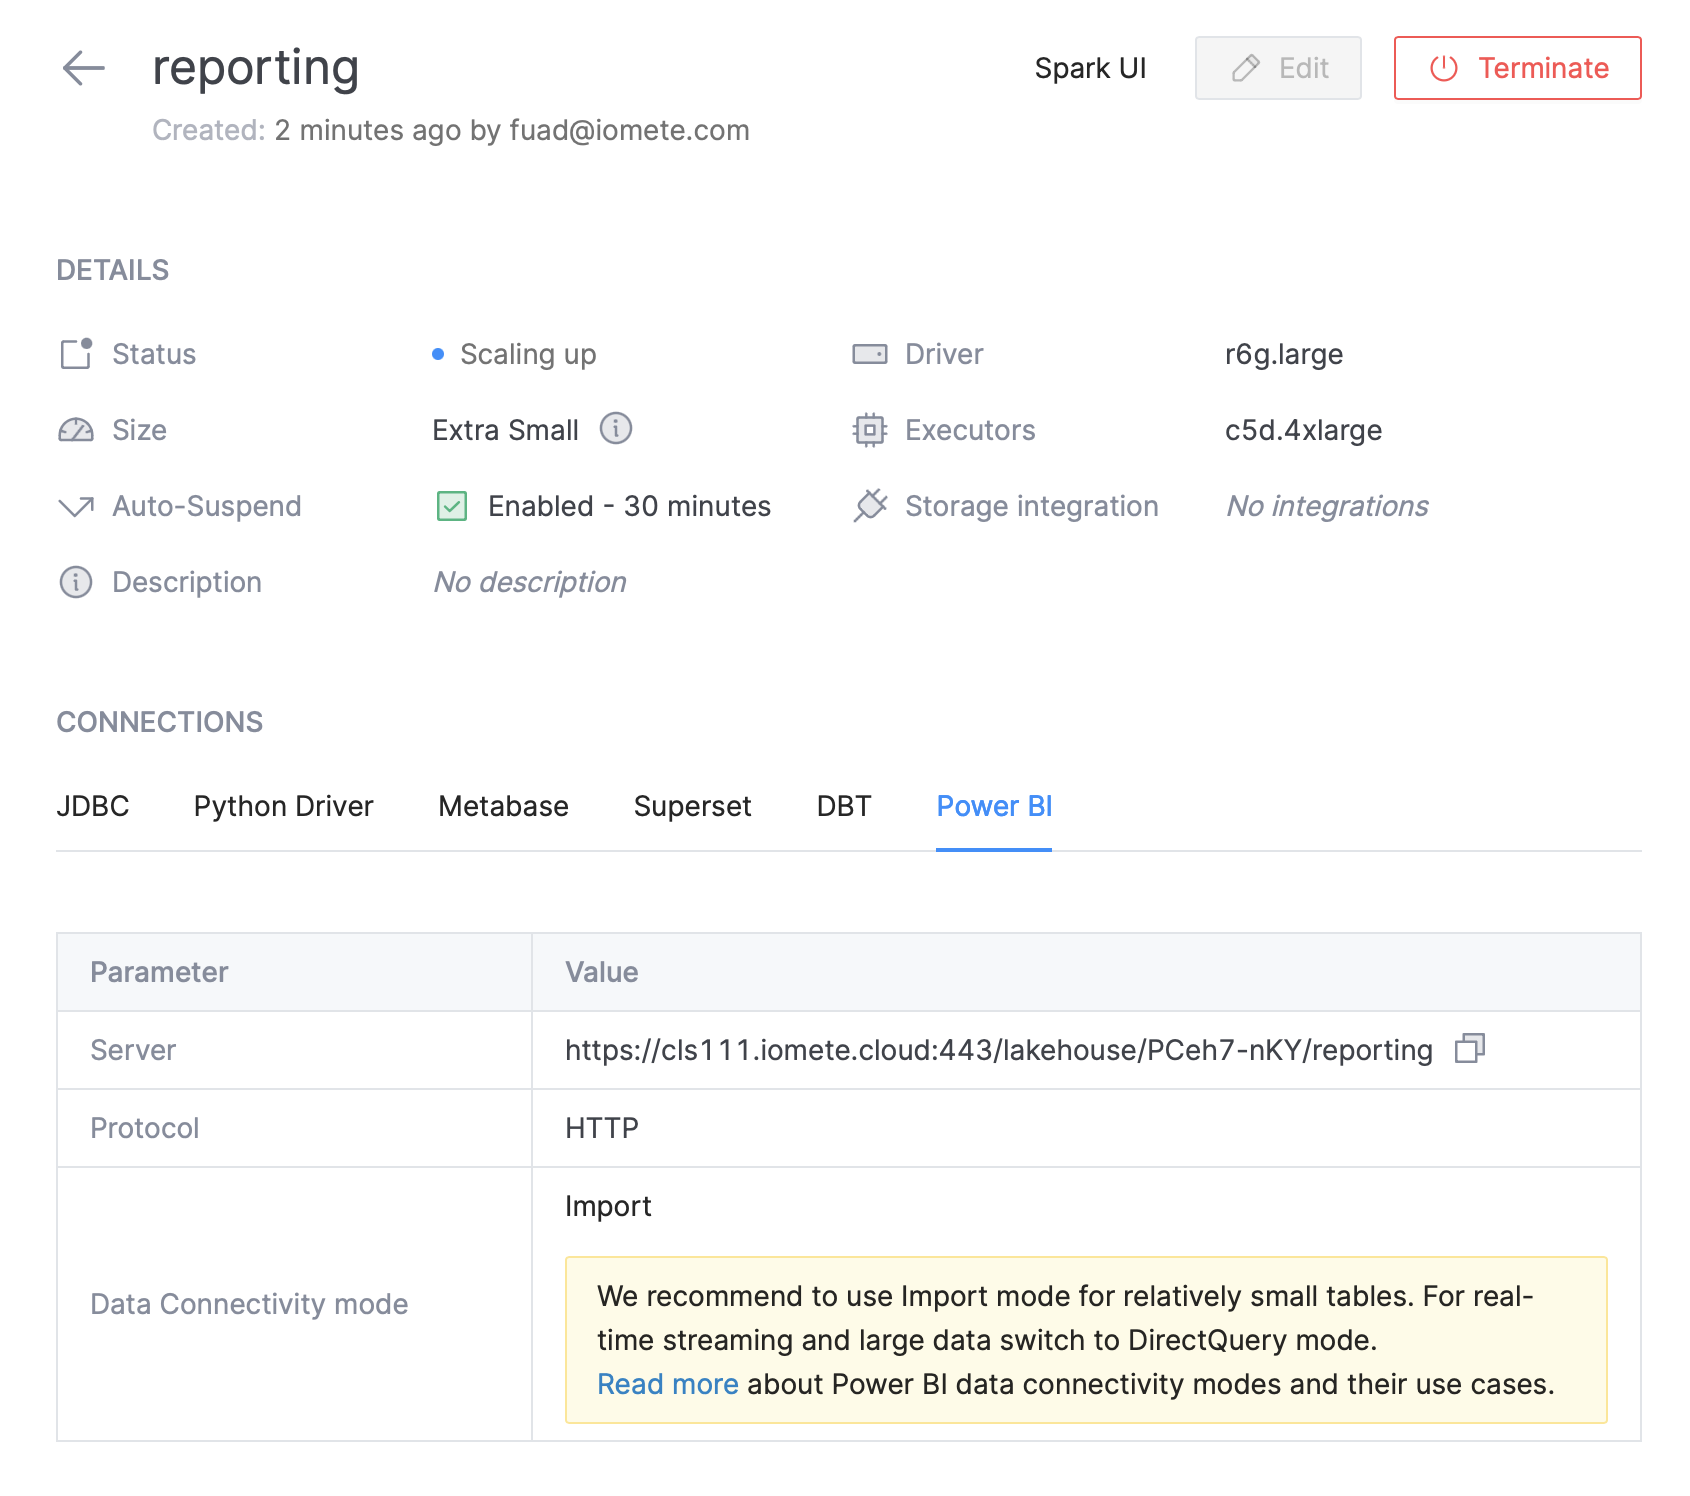 reporting
Spark UI
Edit
Terminate
Created: 2 minutes ago by fuad@iomete.com
DETAILS
Status
Scaling up
Driver
r6g.large
Size
Extra Small
Executors
c5d.4xlarge
Auto-Suspend
Enabled - 30 minutes
Storage integration
No integrations
Description
No description
CONNECTIONS
JDBC
Python Driver
Metabase
Superset
DBT
Power BI
Parameter
Value
Server
https://cls111.iomete.cloud:443/lakehouse/PCeh7-nKY/reporting
Protocol
HTTP
Data Connectivity mode
Import
We recommend to use Import mode for relatively small tables. For real-
time streaming and large data switch to DirectQuery mode.
Read more about Power BI data connectivity modes and their use cases.